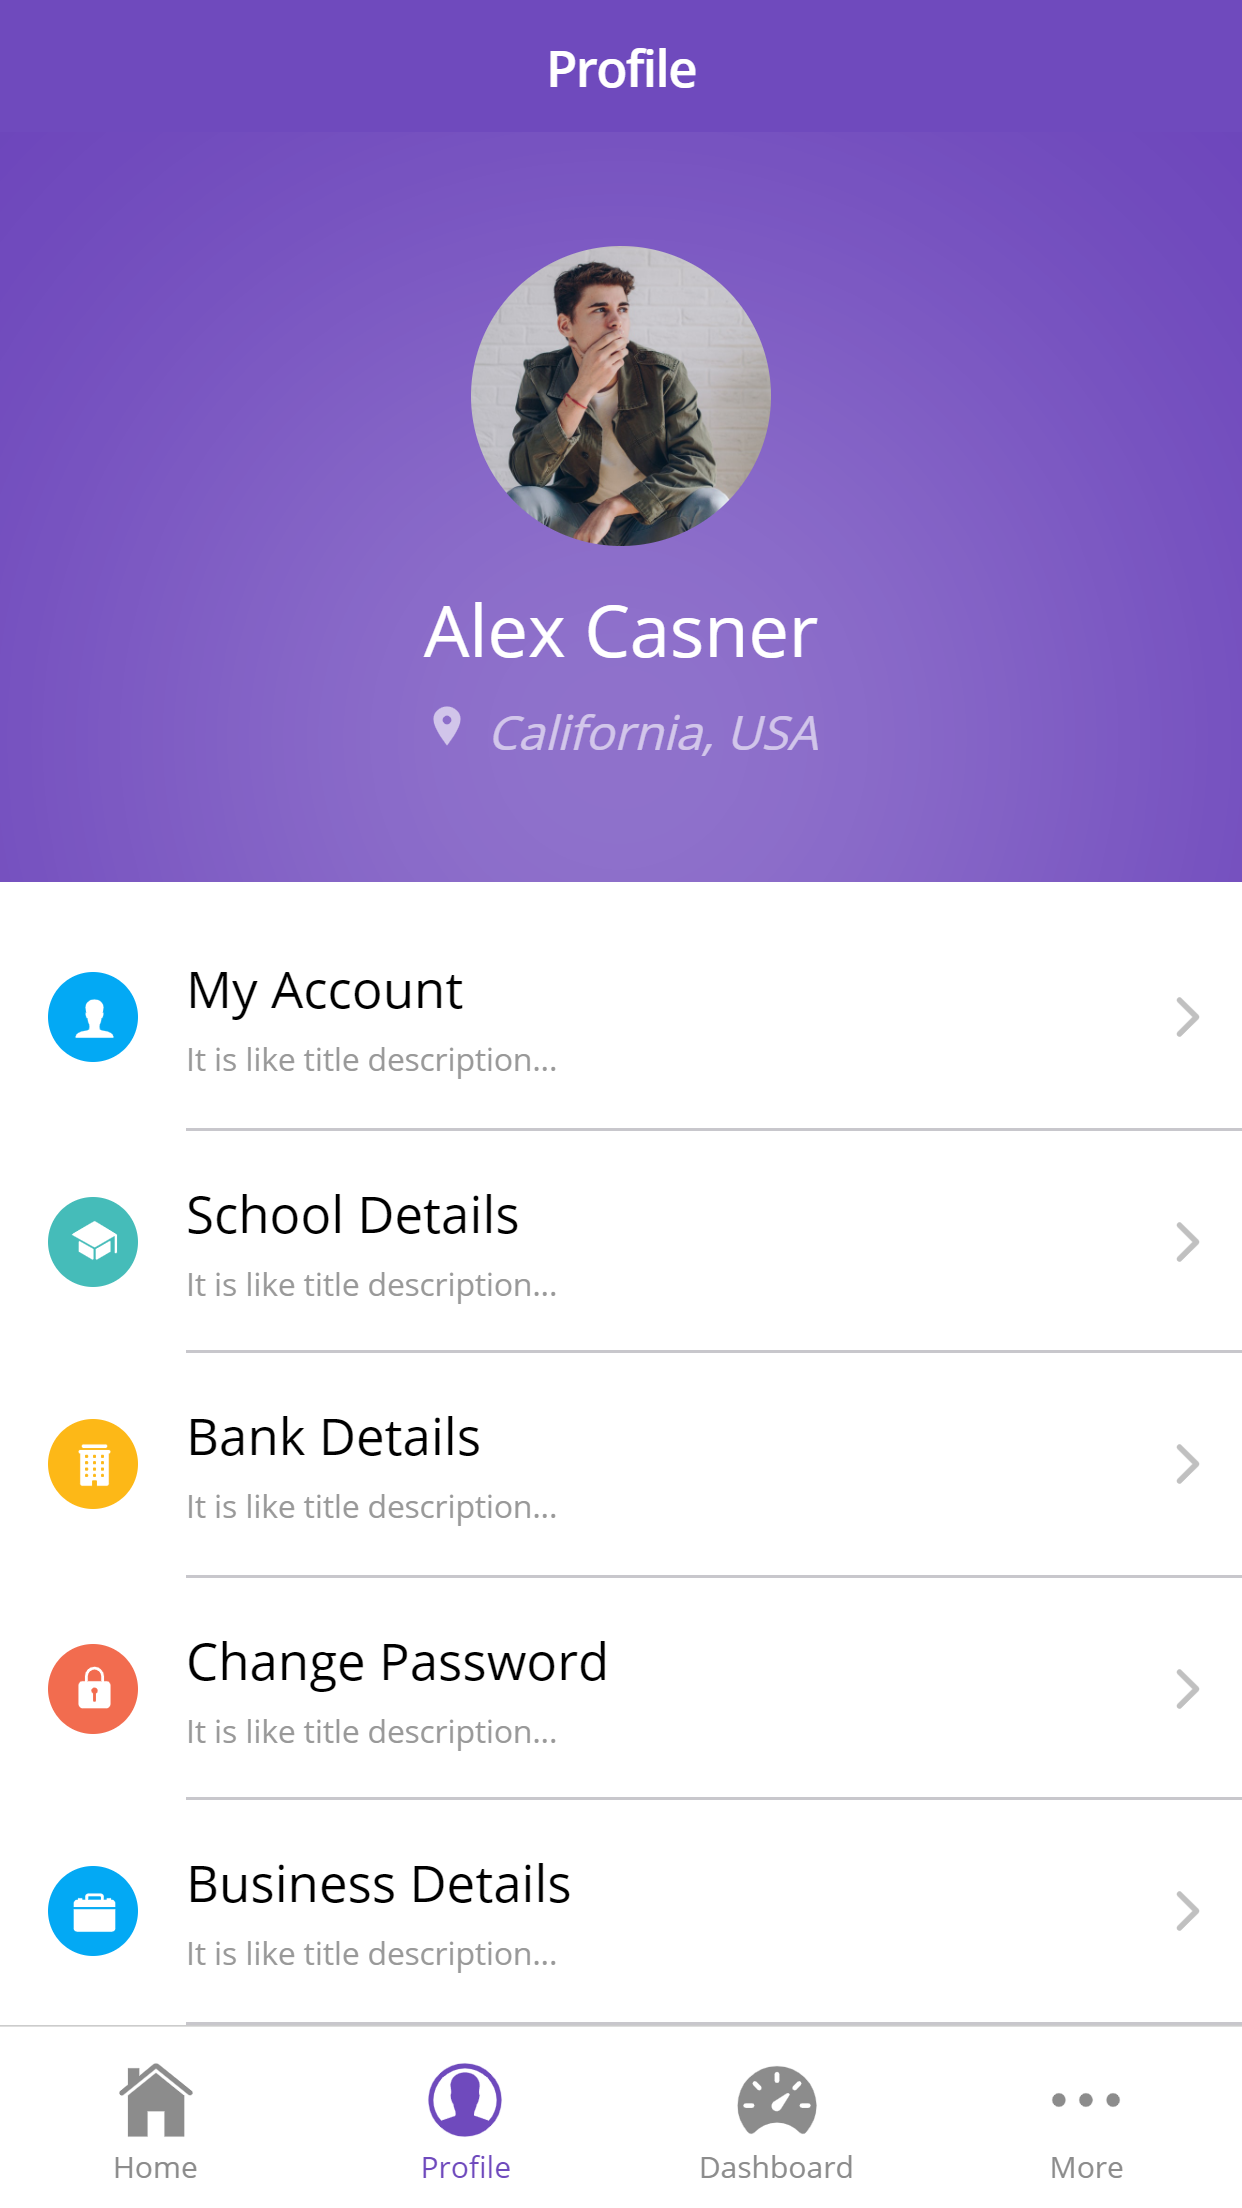 Profile
Alex Casner
California, USA
My Account
It is like title description...
School Details
It is like title description...
Bank Details
It is like title description...
Change Password
It is like title description...
Business Details
It is like title description...
Home Profile Dashboard More